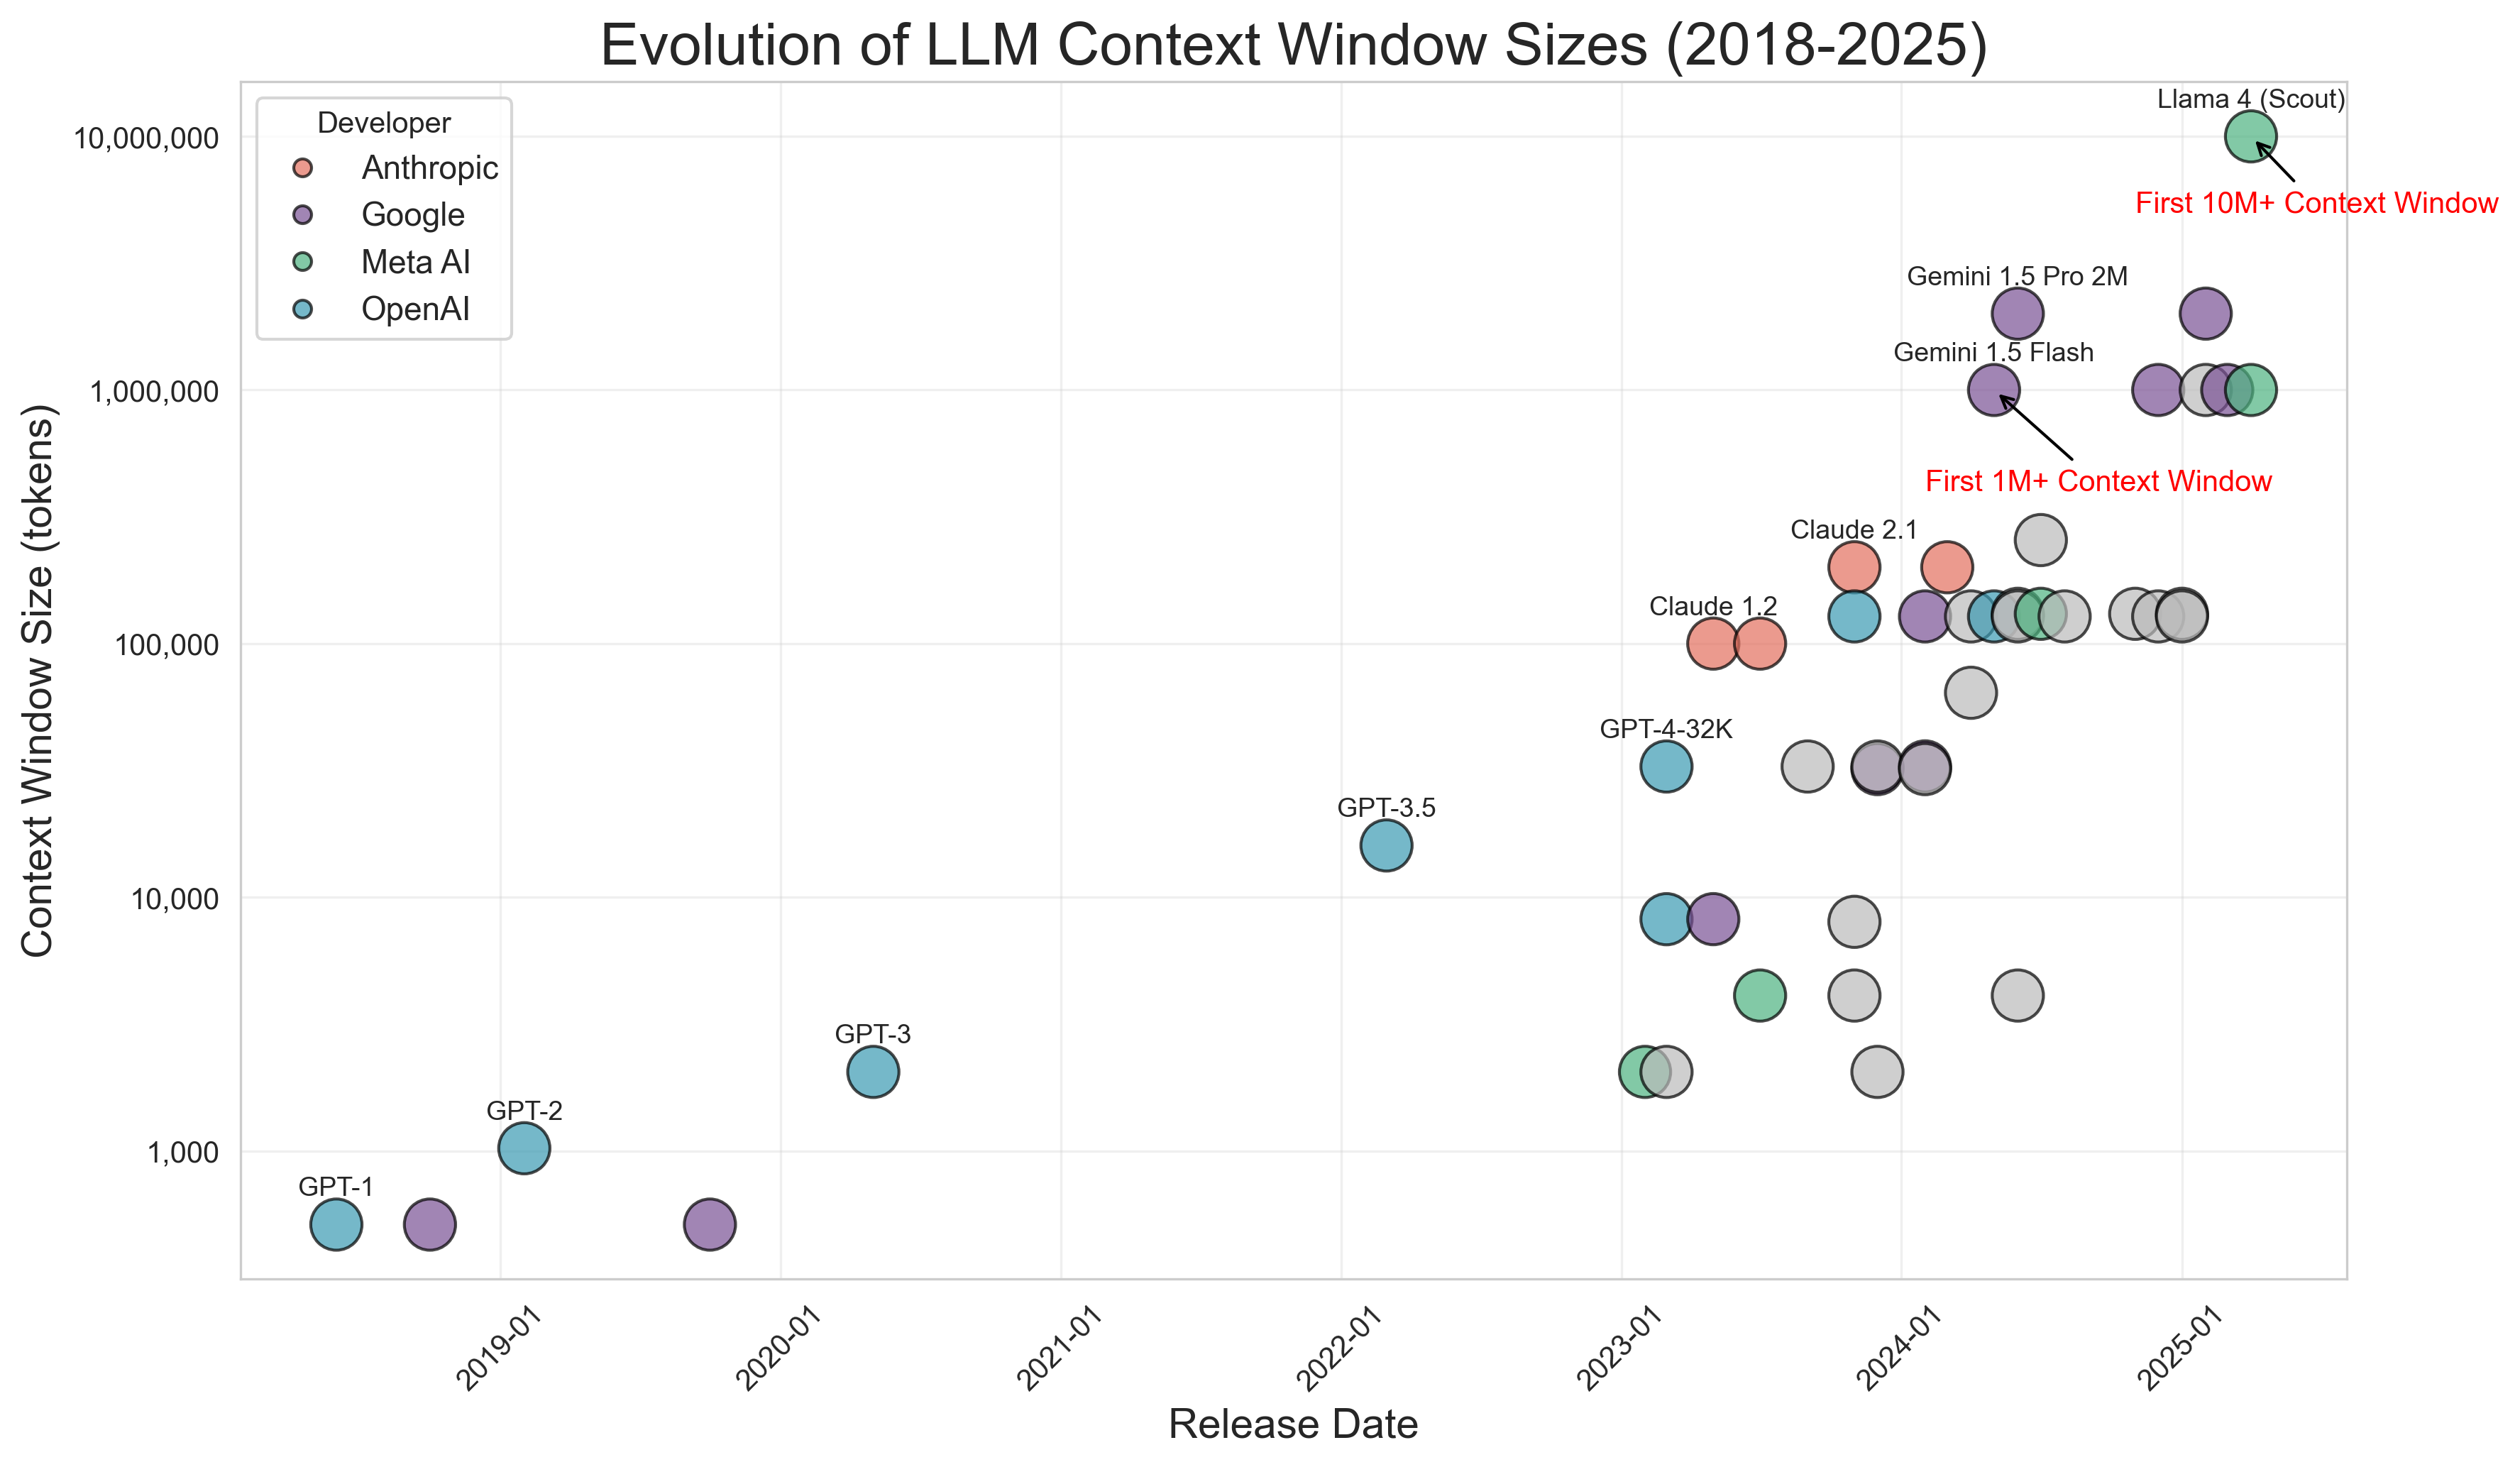 Evolution of LLM Context Window Sizes (2018-2025)
Developer
Anthropic
Google
Meta AI
OpenAI
Llama 4 (Scout)
First 10M+ Context Window
Gemini 1.5 Pro 2M
Gemini 1.5 Flash
First 1M+ Context Window
Claude 2.1
Claude 1.2
GPT-4-32K
GPT-3.5
GPT-3
GPT-2
GPT-1
Context Window Size (tokens)
10,000,000
1,000,000
100,000
10,000
1,000
2019-01
2020-01
2021-01
2022-01
2023-01
2024-01
2025-01
Release Date